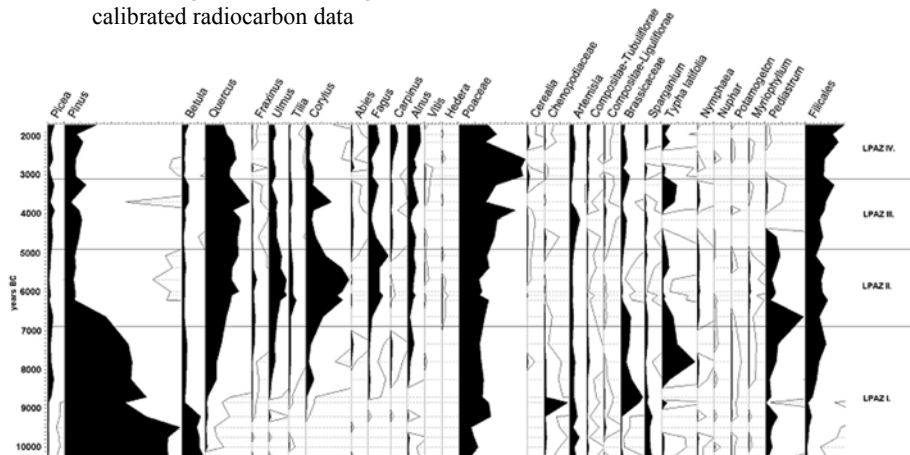 calibrated radiocarbon data
Picea
Pinus
Betula
Quercus
Fraxinus
Ulmus
Tilia
Corylus
Abies
Fagus
Carpinus
Alnus
Vitis
Hedera
Poaceae
Cerealia
Chenopodiaceae
Artemisia
Compositae-Tubuliflorae
Compositae-Liguliflorae
Brassicaceae
Sparganium
Typha latifolia
Nymphaea
Nuphar
Potamogeton
Myriophyllum
Pediastrum
Filicales
2000
3000
4000
5000
6000
7000
8000
9000
10000
years BC
LPAZ IV.
LPAZ III.
LPAZ II.
LPAZ I.